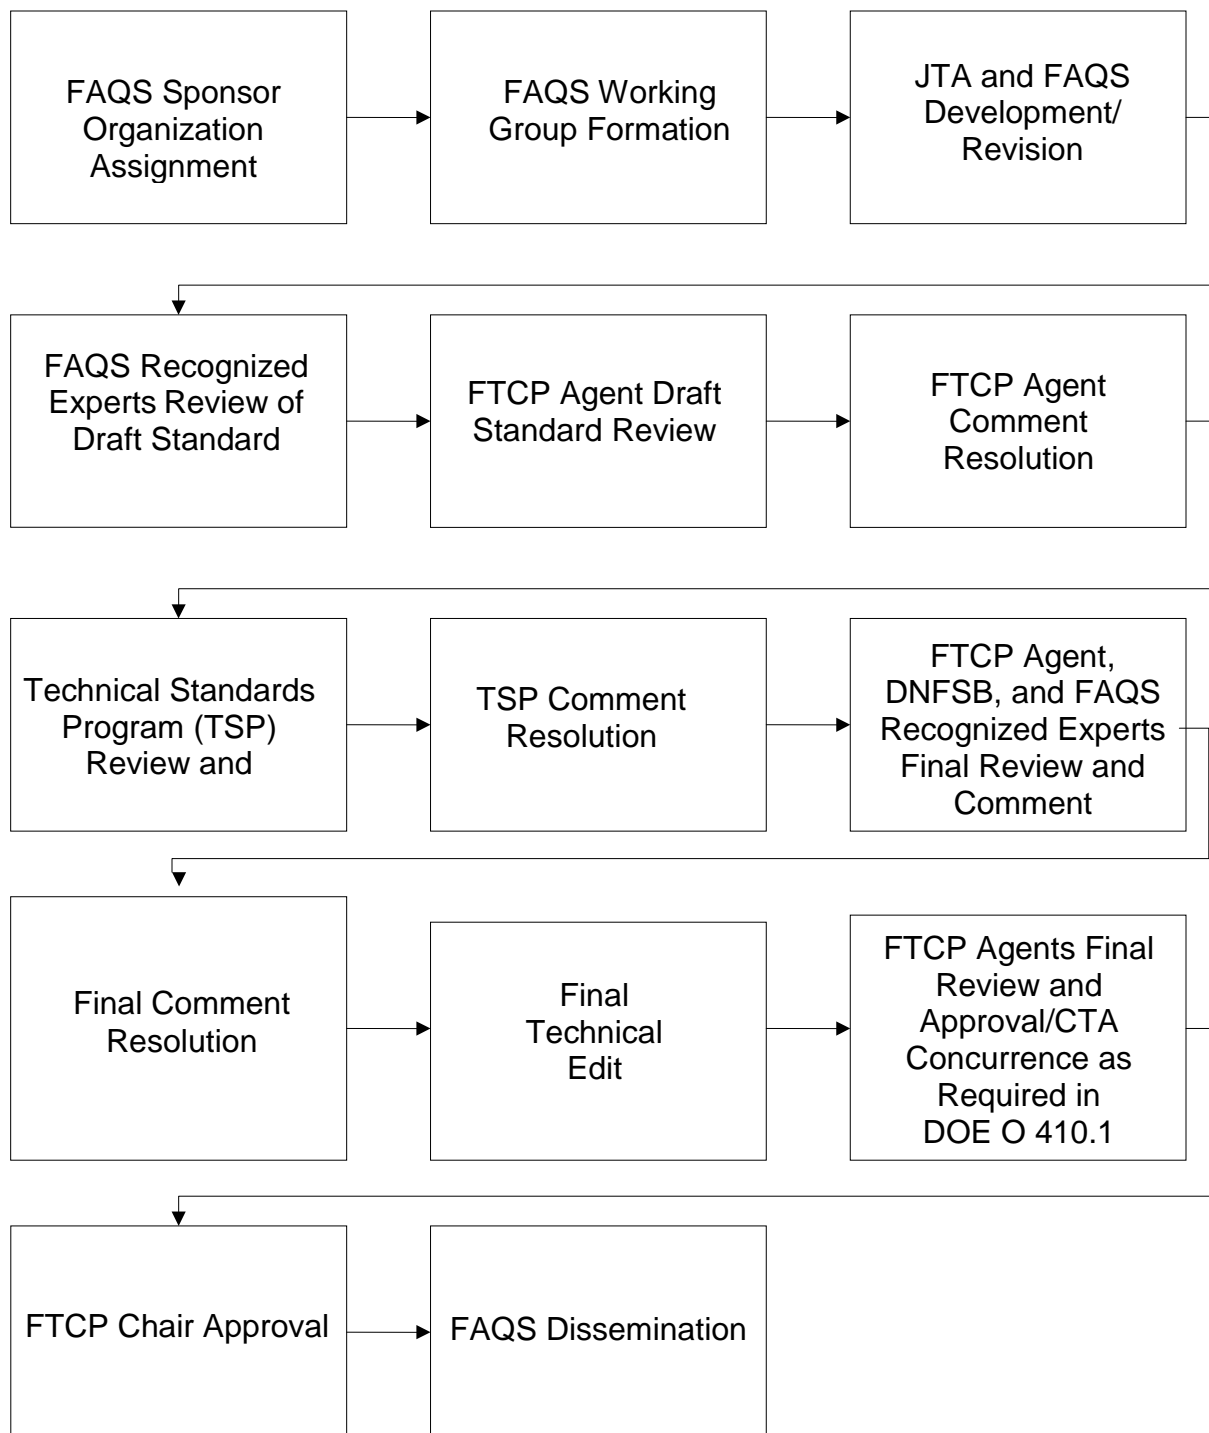 FAQS Sponsor
Organization
Assignment
FAQS Working
Group Formation
JTA and FAQS
Development/
Revision
FAQS Recognized
Experts Review of
Draft Standard
FTCP Agent Draft
Standard Review
FTCP Agent
Comment
Resolution
Technical Standards
Program (TSP)
Review and
TSP Comment
Resolution
FTCP Agent,
DNFSB, and FAQS
Recognized Experts
Final Review and
Comment
Final Comment
Resolution
Final
Technical
Edit
FTCP Agents Final
Review and
Approval/CTA
Concurrence as
Required in
DOE O 410.1
FTCP Chair Approval
FAQS Dissemination